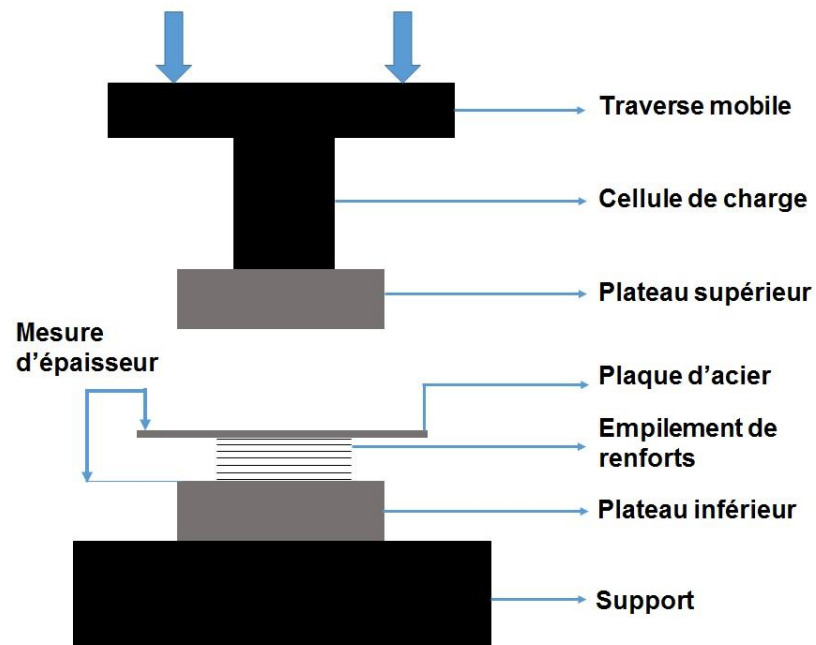 Traverse mobile
Cellule de charge
Plateau supérieur
Mesure
d'épaisseur
Plaque d'acier
Empilement de
renforts
Plateau inférieur
Support